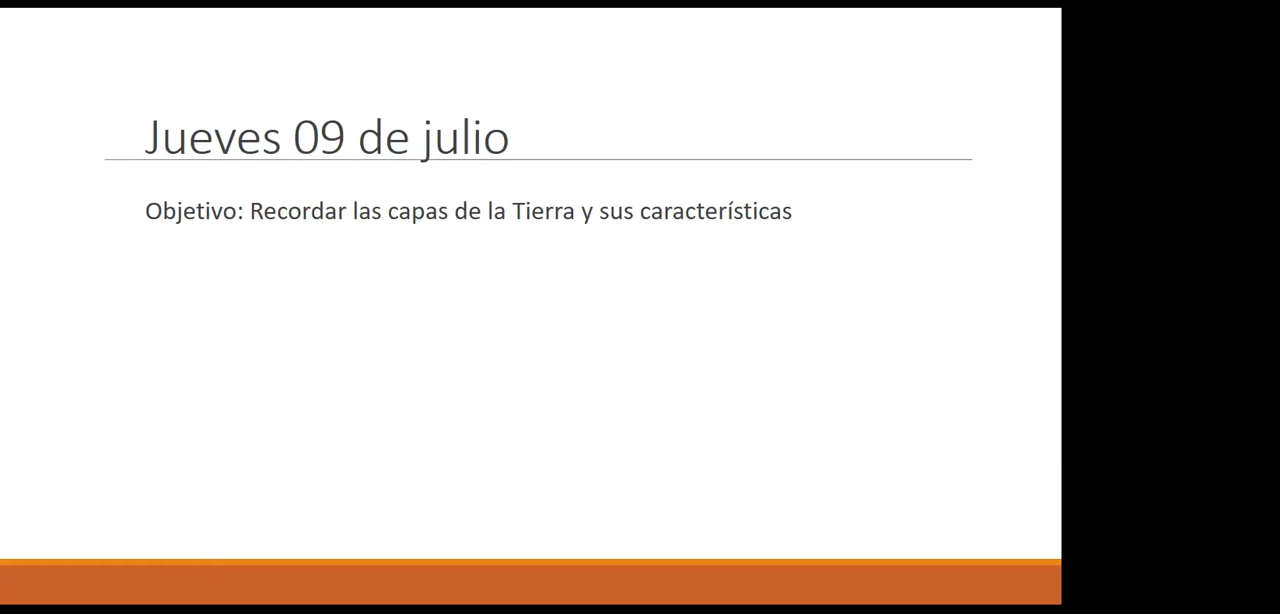 Jueves 09 de julio
Objetivo: Recordar las capas de la Tierra y sus características